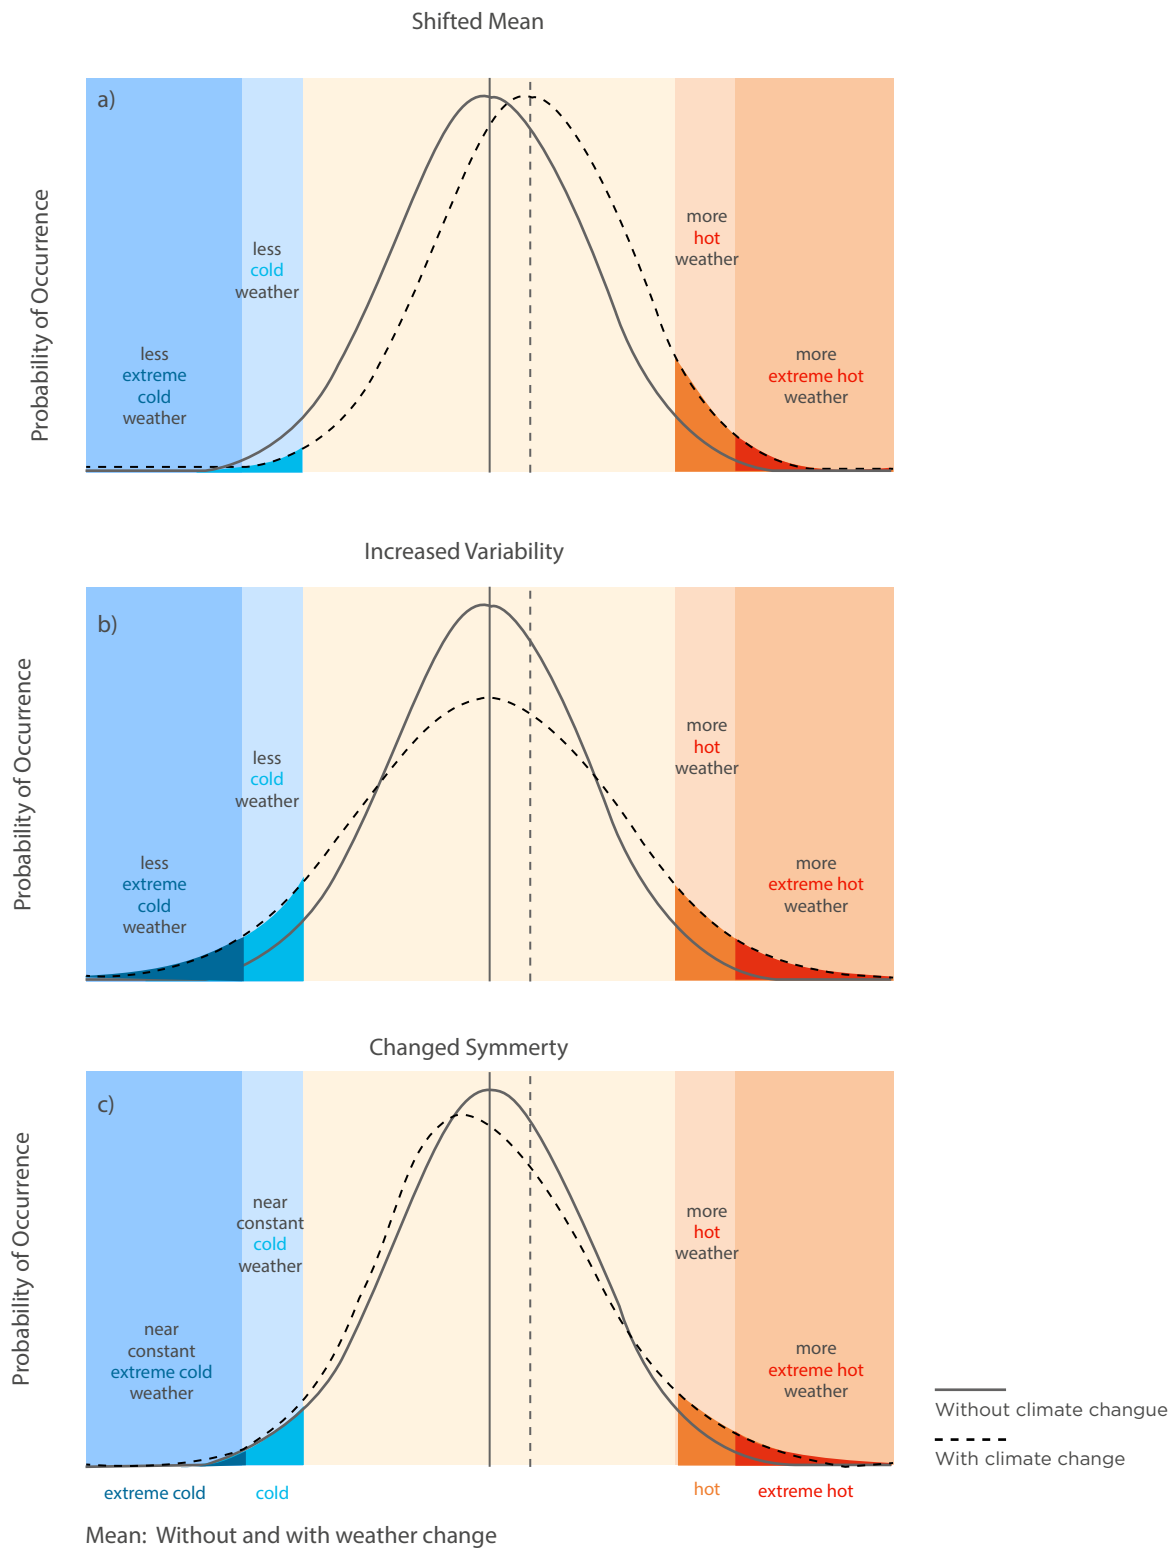 Shifted Mean
a)
Probability of Occurrence
less
cold
weather
less
extreme
cold
weather
more
hot
weather
more
extreme hot
weather
Increased Variability
b)
Probability of Occurrence
less
cold
weather
less
extreme
cold
weather
more
hot
weather
more
extreme hot
weather
Changed Symmerty
c)
Probability of Occurrence
near
constant
cold
weather
near
constant
extreme cold
weather
more
hot
weather
more
extreme hot
weather
Without climate changue
With climate change
extreme cold
cold
hot
extreme hot
Mean: Without and with weather change